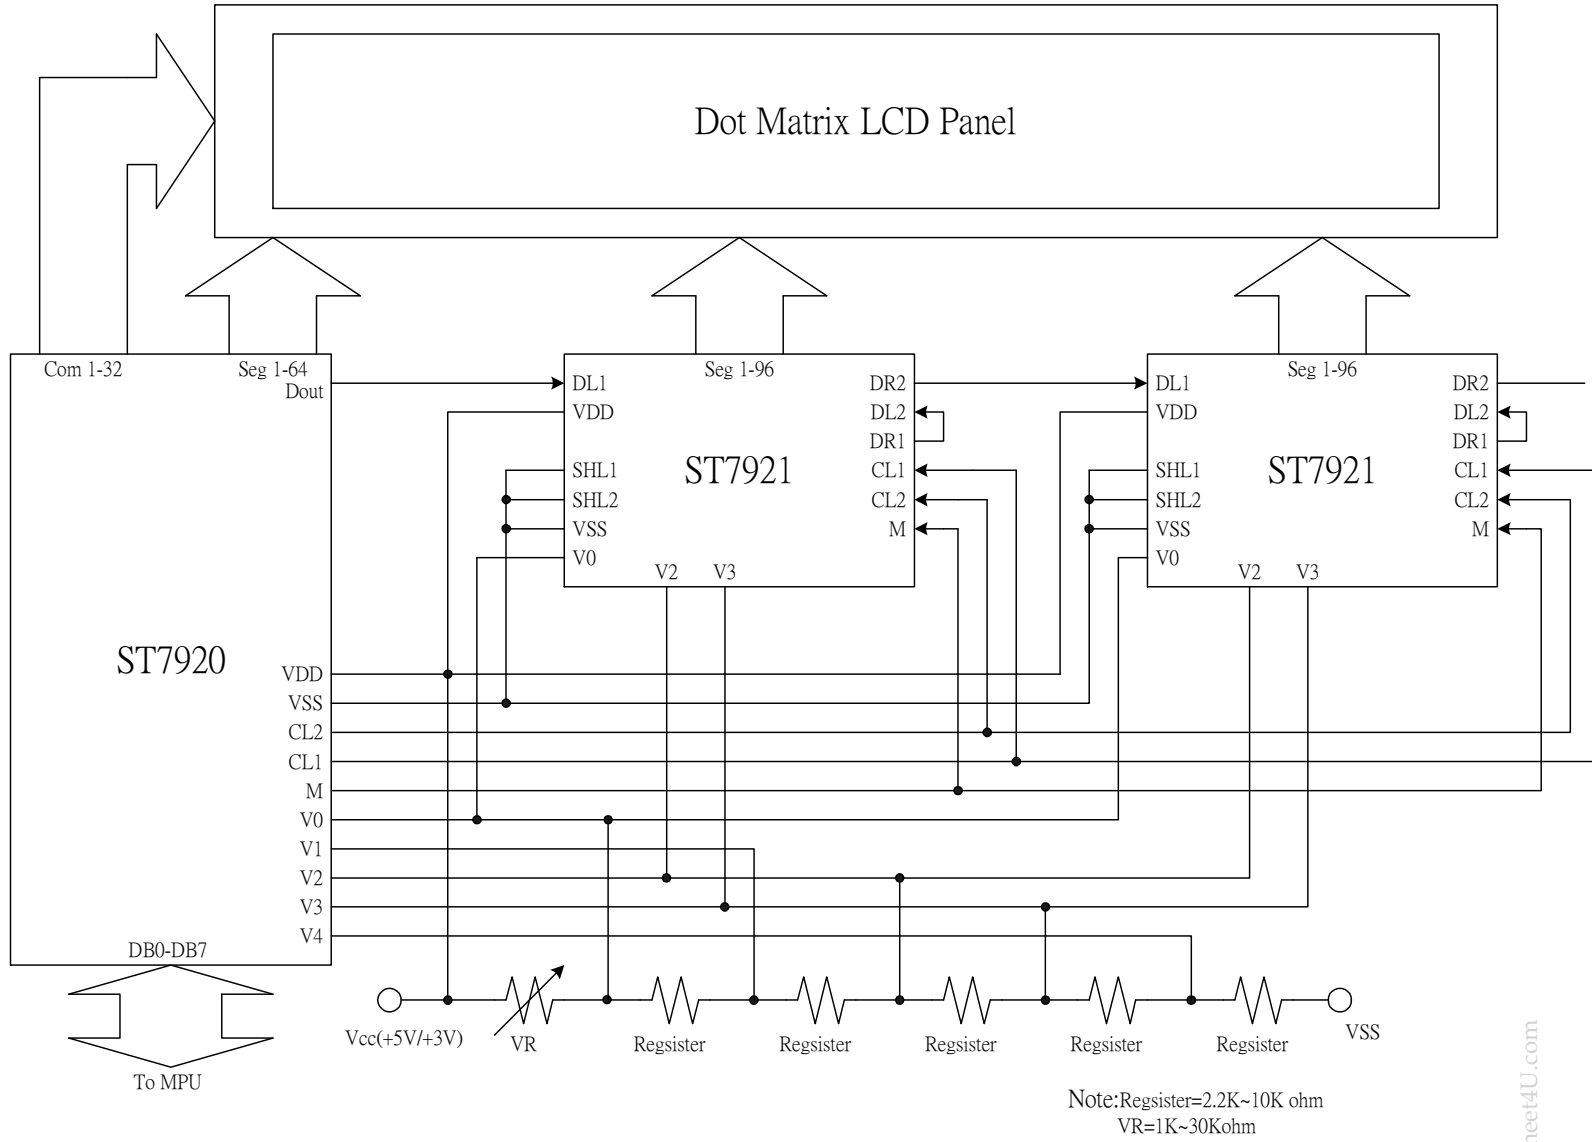 Dot Matrix LCD Panel
Com 1-32
Seg 1-64
Dout
ST7920
VDD
VSS
CL2
CL1
M
V0
V1
V2
V3
V4
DB0-DB7
To MPU
Seg 1-96
DL1
VDD
SHL1
SHL2
VSS
V0
V2
V3
ST7921
DR2
DL2
DR1
CL1
CL2
M
Seg 1-96
DL1
VDD
SHL1
SHL2
VSS
V0
V2
V3
ST7921
DR2
DL2
DR1
CL1
CL2
M
Vcc(+5V/+3V)
VR
Regsister
Regsister
Regsister
Regsister
Regsister
VSS
Note:Regsister=2.2K~10K ohm
VR=1K~30Kohm